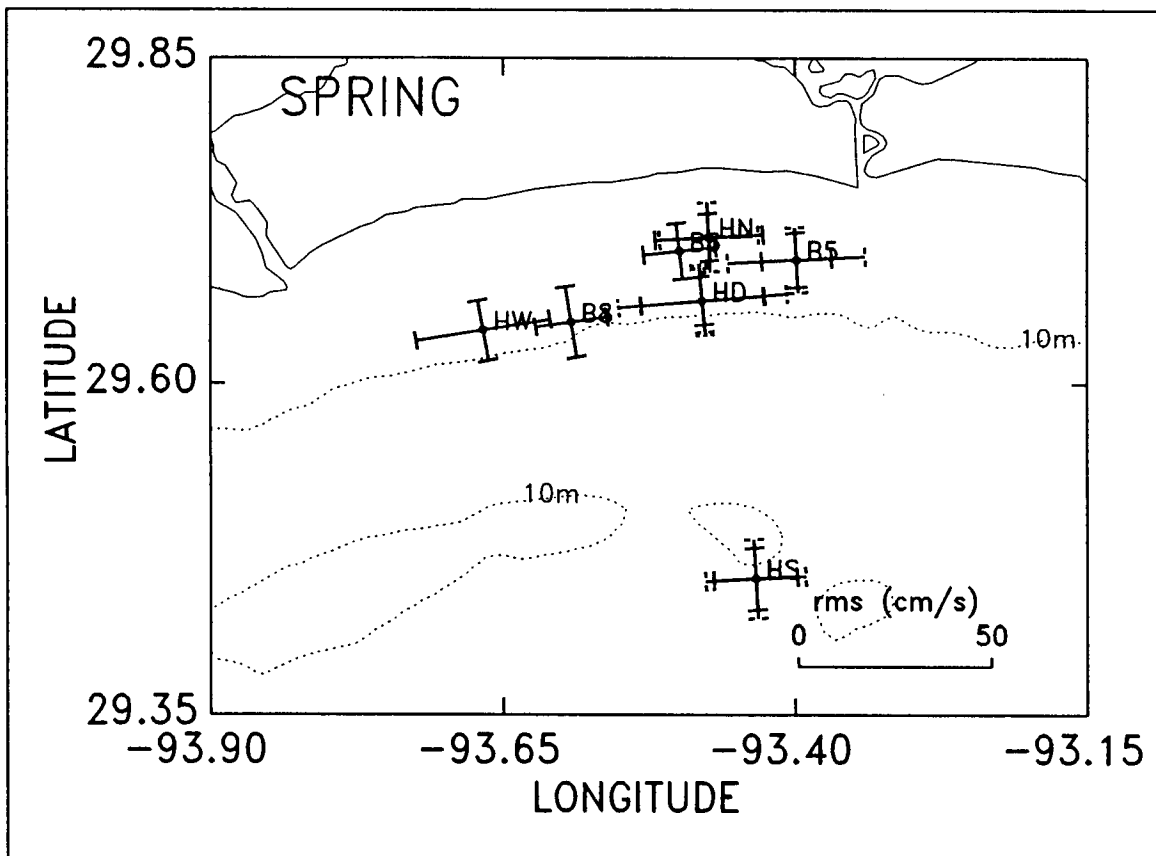 29.85
SPRING
HN
B5
HD
HW
10m
29.60
LATITUDE
10m
HS
rms (cm/s)
0 50
29.35
-93.90 -93.65 -93.40 -93.15
LONGITUDE